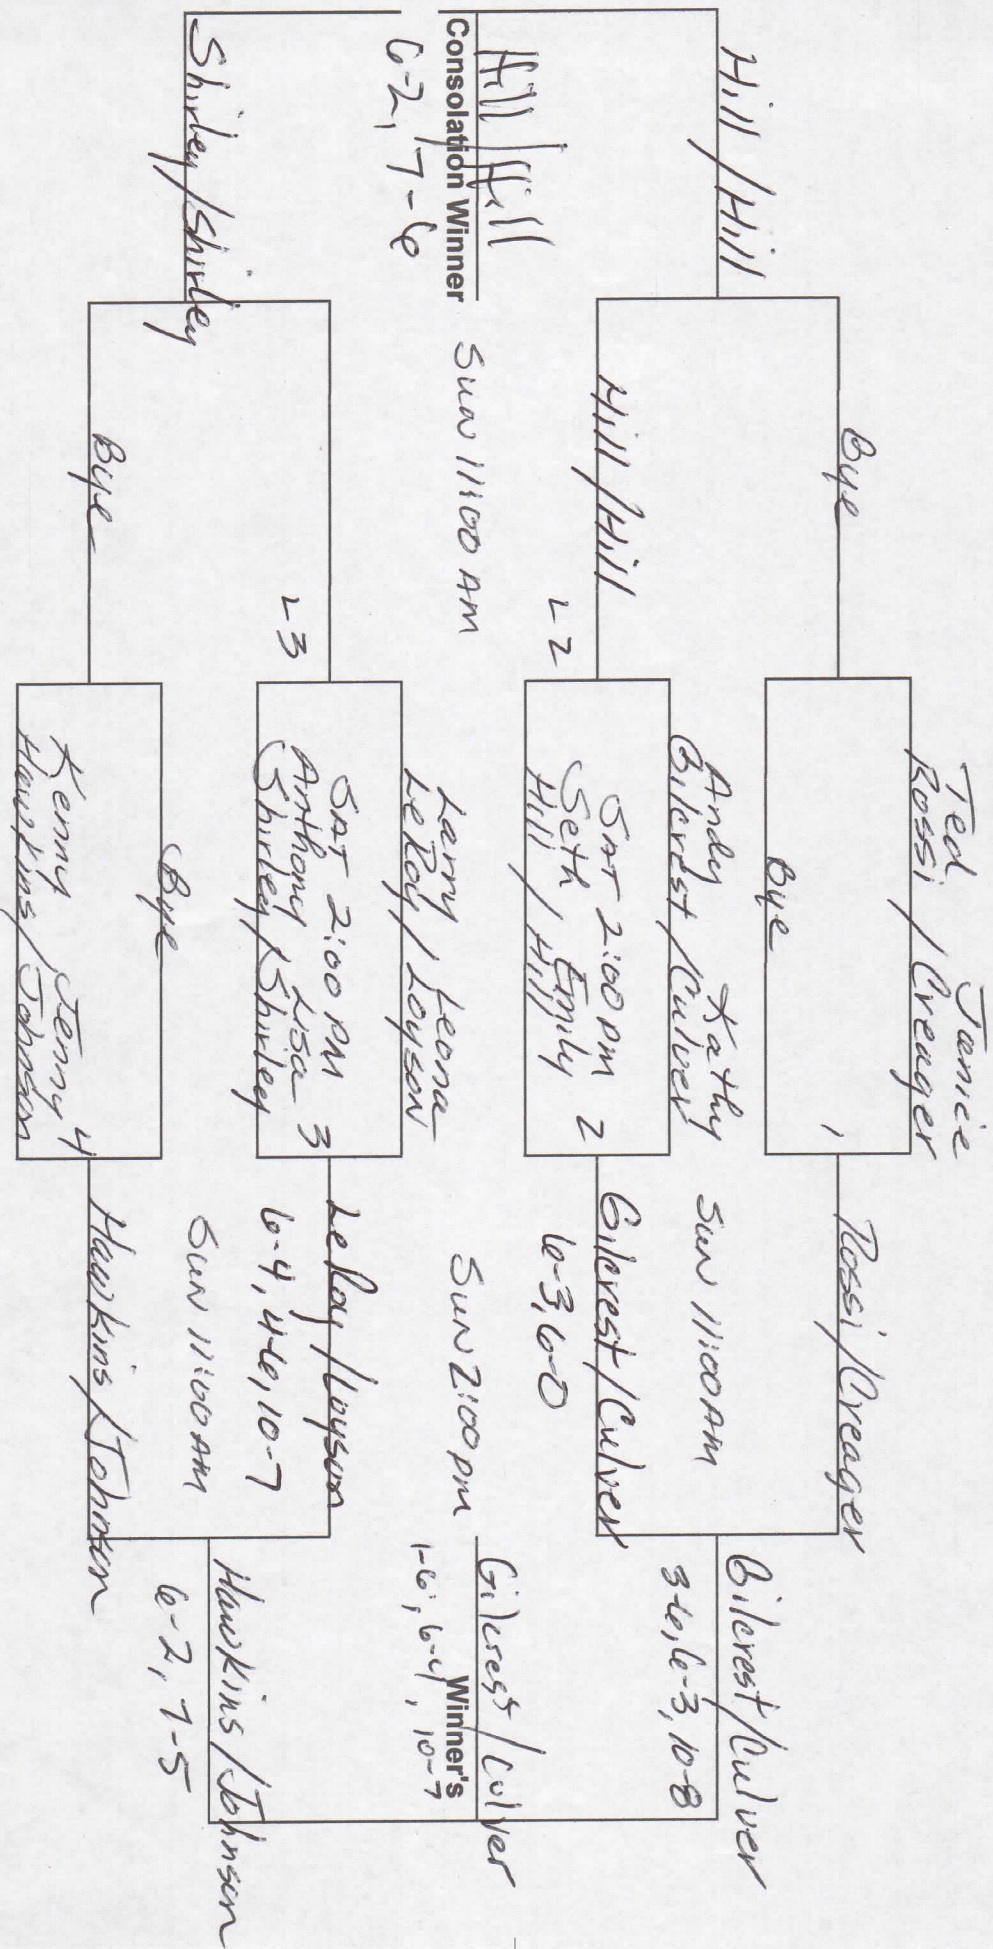 Ted Janice
Rossi / Creager
Bye
1
Rossi/Creager
Bye
Sun 11:00 AM
Hill/Hill
Andy Kathy
Gilcrest/Culver
Gilcrest/Culver
3-6, 6-3, 10-8
Sat 2:00 pm
Seth Emily 2
Hill / Hill
Gilcrest/Culver
6-3, 6-0
Hill/Hill
L2
Hill/Hill
Consolation Winner
6-2, 7-6
Sun 11:00 AM
Sun 2:00 pm
Gilcrest/Culver
Winner's
1-6, 6-4, 10-7
Larry Leona
LeRoy/Loyson
Sat 2:00 pm
Anthony Lisa 3
Shirley/Shirley
L3
LeRoy/Loyson
6-4, 4-6, 10-7
Shirley/Shirley
Sun 11:00 AM
Hawkins/Johnson
6-2, 7-5
Bye
Bye
Kenny Jenny 4
Hawkins/Johnson
Hawkins/Johnson